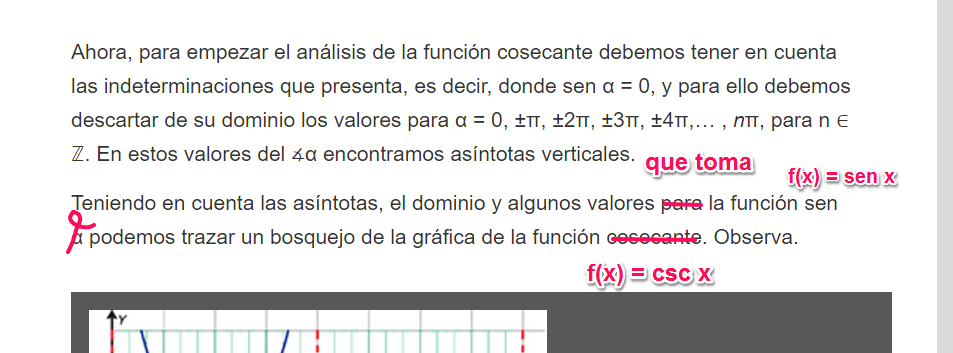 Ahora, para empezar el análisis de la función cosecante debemos tener en cuenta
las indeterminaciones que presenta, es decir, donde sen α = 0, y para ello debemos
descartar de su dominio los valores para α = 0, ±π, ±2π, ±3π, ±4π,… , nπ, para n ∈
ℤ. En estos valores del ∡α encontramos asíntotas verticales.
que toma
f(x) = sen x
Teniendo en cuenta las asíntotas, el dominio y algunos valores para la función sen
α podemos trazar un bosquejo de la gráfica de la función cosecante. Observa.
f(x) = csc x
Y